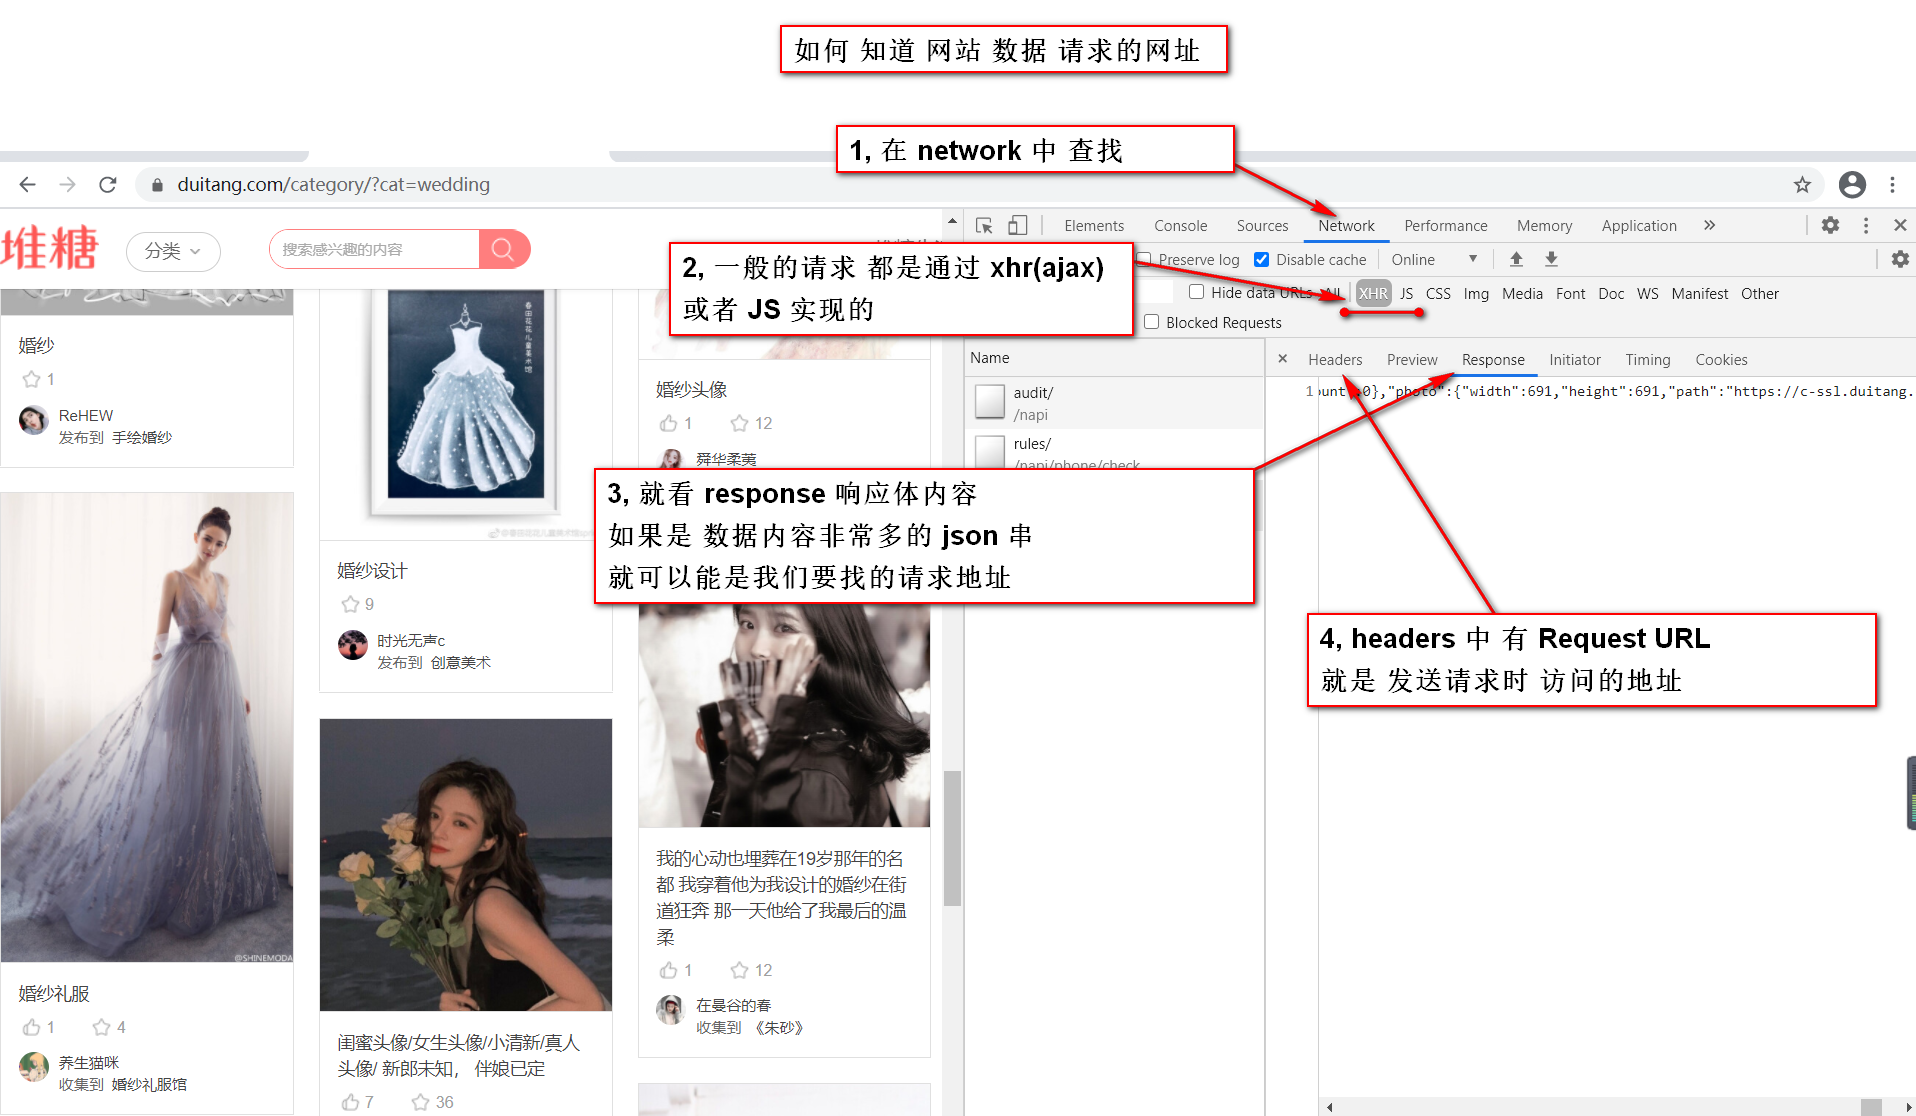 如何 知道 网站 数据 请求的网址
1, 在 network 中 查找
duitang.com/category/?cat=wedding
堆糖
分类
搜索感兴趣的内容
Elements Console Sources Network Performance Memory Application
2, 一般的请求 都是通过 xhr(ajax)
或者 JS 实现的
Preserve log Disable cache Online
Hide data URLs All XHR JS CSS Img Media Font Doc WS Manifest Other
Blocked Requests
Name
audit/
/napi
rules/
/napi/phone/check
Headers Preview Response Initiator Timing Cookies
1 ount":0},"photo":{"width":691,"height":691,"path":"https://c-ssl.duitang.
3, 就看 response 响应体内容
如果是 数据内容非常多的 json 串
就可以能是我们要找的请求地址
4, headers 中 有 Request URL
就是 发送请求时 访问的地址
婚纱
1
ReHEW
发布到 手绘婚纱
@SHINEMODA
婚纱礼服
1 4
养生猫咪
收集到 婚纱礼服馆
春田花花儿童美术馆
婚纱设计
9
时光无声c
发布到 创意美术
闺蜜头像/女生头像/小清新/真人
头像/ 新郎未知， 伴娘已定
7 36
婚纱头像
1 12
舜华柔荑
我的心动也埋葬在19岁那年的名
都 我穿着他为我设计的婚纱在街
道狂奔 那一天他给了我最后的温
柔
1 12
在曼谷的春
收集到 《朱砂》